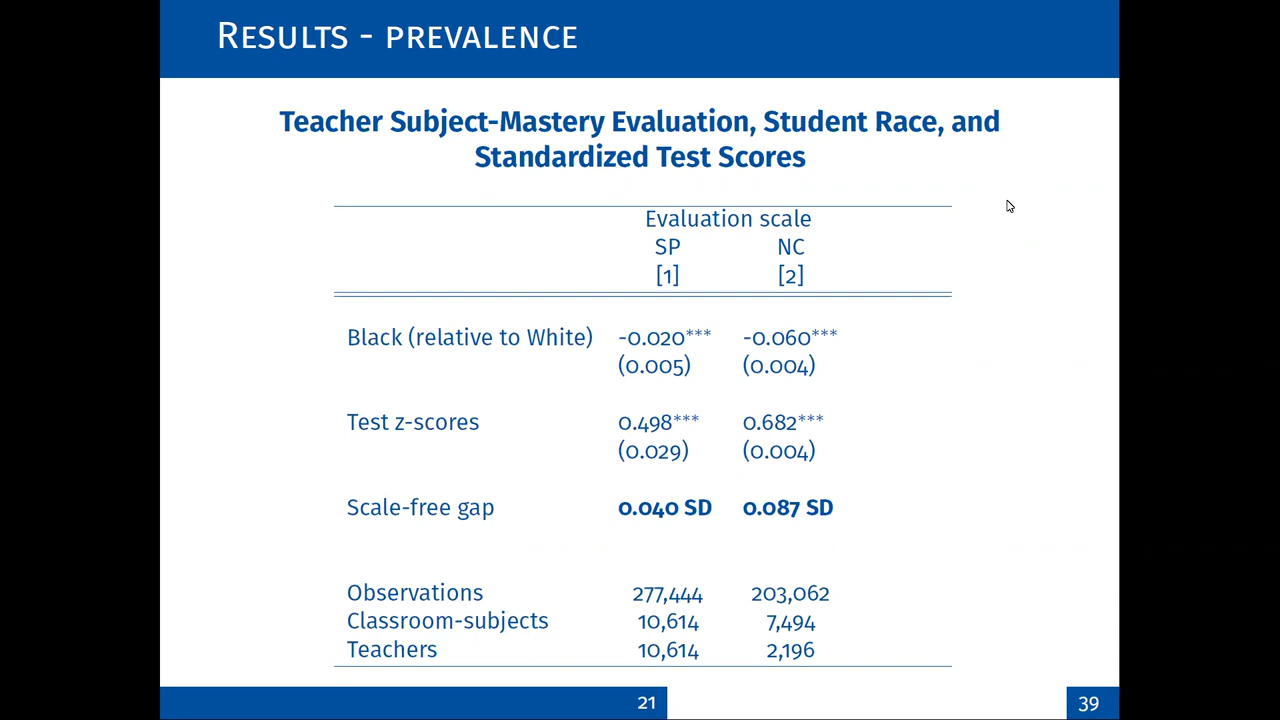 Results - prevalence
Teacher Subject-Mastery Evaluation, Student Race, and
Standardized Test Scores
Evaluation scale
SP NC
[1] [2]
Black (relative to White) -0.020*** -0.060***
(0.005) (0.004)
Test z-scores 0.498*** 0.682***
(0.029) (0.004)
Scale-free gap 0.040 SD 0.087 SD
Observations 277,444 203,062
Classroom-subjects 10,614 7,494
Teachers 10,614 2,196
21 39